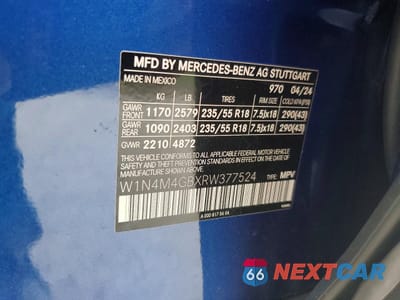 MFD BY MERCEDES-BENZ AG STUTTGART
MADE IN MEXICO 970 04/24
KG LB TIRES RIM SIZE COLD KPA (PSI)
GAWR FRONT 1170 2579 235/55 R18 7.5Jx18 290(43)
GAWR REAR 1090 2403 235/55 R18 7.5Jx18 290(43)
GVWR 2210 4872
THIS VEHICLE CONFORMS TO ALL APPLICABLE
FEDERAL MOTOR VEHICLE
SAFETY STANDARDS IN EFFECT ON THE DATE OF
MANUFACTURE SHOWN ABOVE
W1N4M4GBXRW377524 TYPE: MPV
66 NEXTCAR